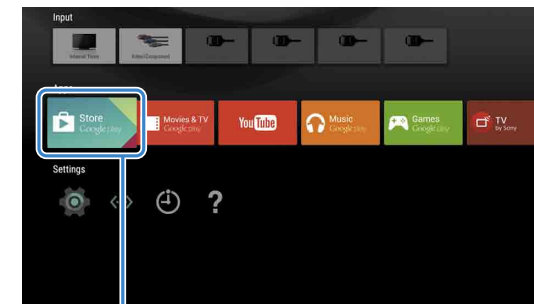 Input
Internal Tuner
Video/Component
Apps
Store
Google play
Movies & TV
Google play
YouTube
Music
Google play
Games
Google play
TV
by Sony
Settings
?